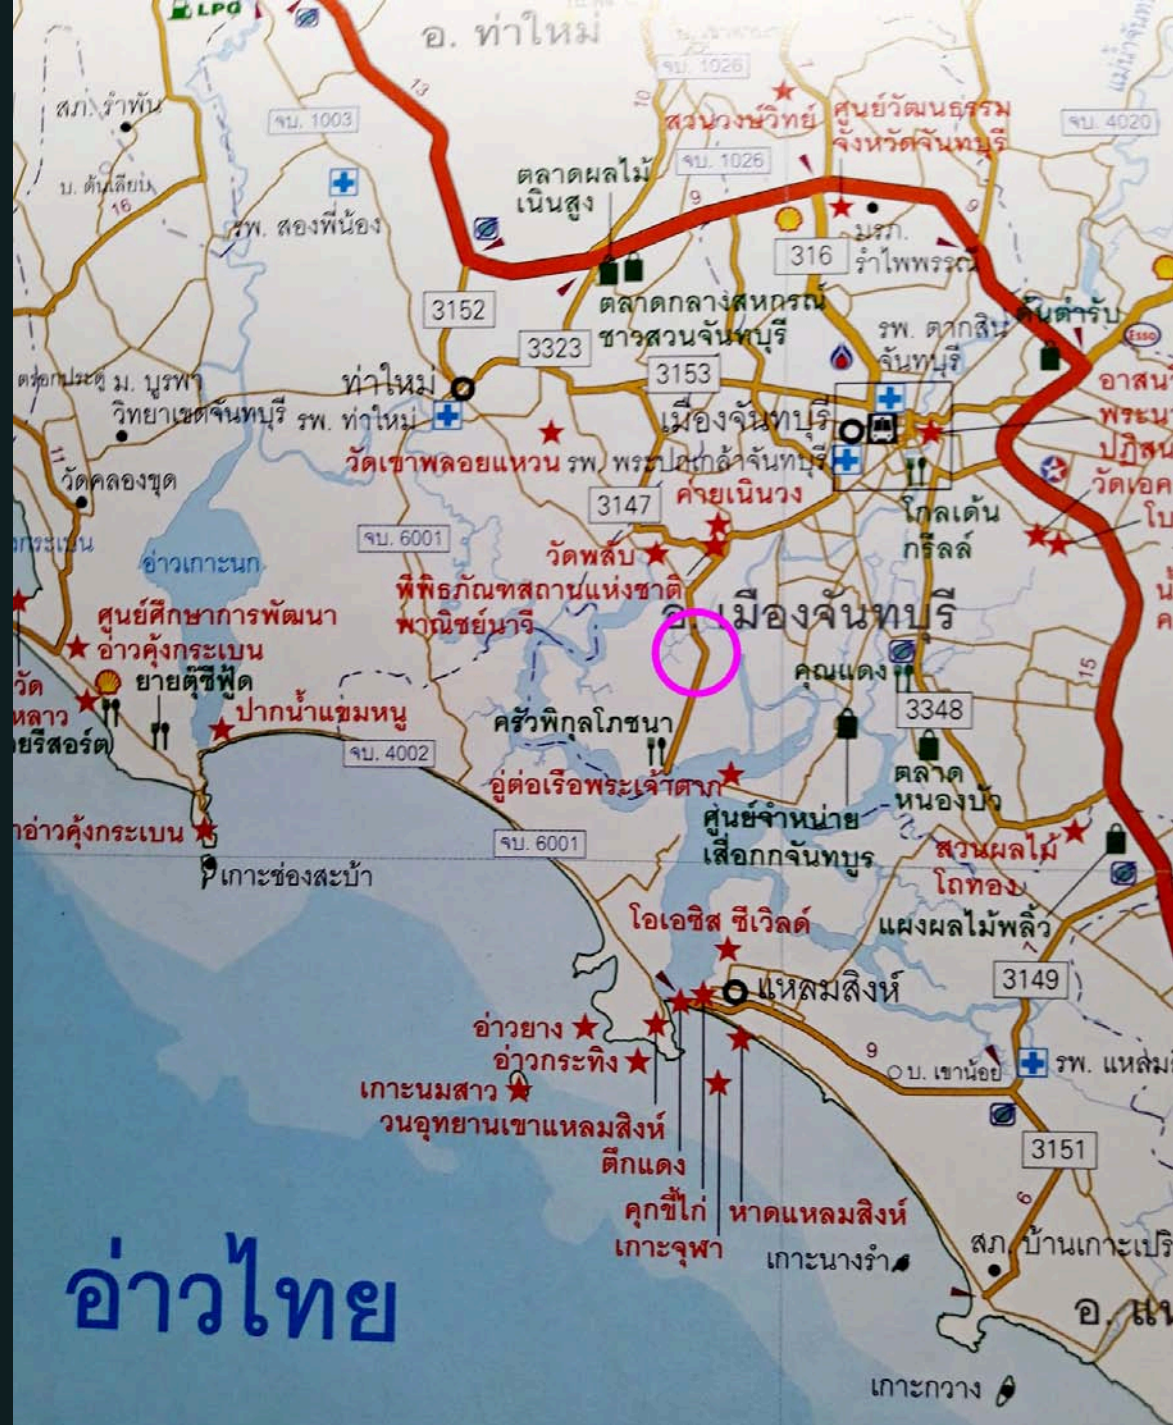 LPG
อ. ท่าใหม่
13
10
จบ. 1026
สภ. รำพัน
จบ. 1003
สวนวงษ์วิทย์
ศูนย์วัฒนธรรม
จังหวัดจันทบุรี
จบ. 4020
จบ. 1026
ตลาดผลไม้
เนินสูง
16
9
9
รพ. สองพี่น้อง
มรภ.
รำไพพรรณี
316
3152
ตลาดกลางสหกรณ์
ชาวสวนจันทบุรี
3323
รพ. ตากสิน
จันทบุรี
ต้นตำรับ
Esso
3153
ท่าใหม่
ม. บูรพา
วิทยาเขตจันทบุรี
รพ. ท่าใหม่
เมืองจันทบุรี
11
วัดเขาพลอยแหวน
รพ. พระปกเกล้าจันทบุรี
วัดคลองขุด
3147
ค่ายเนินวง
โกลเด้น
กรีลล์
จบ. 6001
วัดพลับ
อ่าวเกาะนก
พิพิธภัณฑสถานแห่งชาติ
พาณิชย์นาวี
อ. เมืองจันทบุรี
ศูนย์ศึกษาการพัฒนา
อ่าวคุ้งกระเบน
15
คุณแดง
วัด
ยายตุ๊ซีฟู้ด
ปากน้ำแขมหนู
3348
ครัวพิกุลโภชนา
จบ. 4002
อู่ต่อเรือพระเจ้าตาก
ตลาด
หนองบัว
ศูนย์จำหน่าย
เสื่อกกจันทบูร
จบ. 6001
สวนผลไม้
โถทอง
เกาะช่องสะบ้า
โอเอซิส ซีเวิลด์
แผงผลไม้พลิ้ว
7
3149
แหลมสิงห์
อ่าวยาง
อ่าวกระทิง
9
บ. เขาน้อย
เกาะนมสาว
วนอุทยานเขาแหลมสิงห์
3151
ตึกแดง
6
คุกขี้ไก่
หาดแหลมสิงห์
เกาะจุฬา
เกาะนางรำ
อ่าวไทย
เกาะกวาง